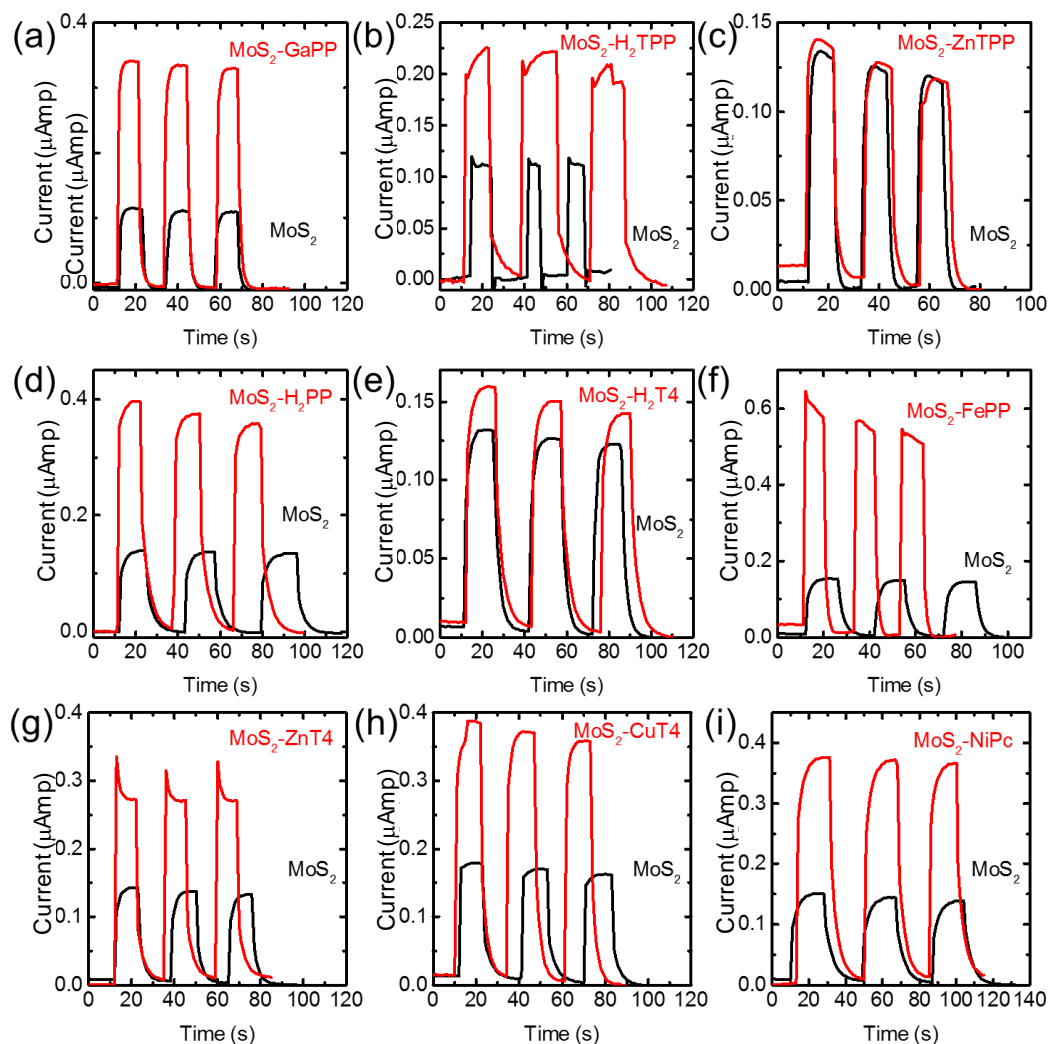 (a)
MoS2-GaPP
MoS2
0.4
0.0
Current (μAmp)
Current (μAmp)
0 20 40 60 80 100 120
Time (s)
(b)
MoS2-H2TPP
MoS2
0.25
0.20
0.15
0.10
0.05
0.00
Current (μAmp)
0 20 40 60 80 100 120
Time (s)
(c)
MoS2-ZnTPP
MoS2
0.15
0.10
0.05
0.00
Current (μAmp)
0 20 40 60 80 100
Time (s)
(d)
MoS2-H2PP
MoS2
0.4
0.2
0.0
Current (μAmp)
0 20 40 60 80 100 120
Time (s)
(e)
MoS2-H2T4
MoS2
0.15
0.10
0.05
0.00
Current (μAmp)
0 20 40 60 80 100 120
Time (s)
(f)
MoS2-FePP
MoS2
0.6
0.4
0.2
0.0
Current (μAmp)
0 20 40 60 80 100
Time (s)
(g)
MoS2-ZnT4
MoS2
0.4
0.3
0.2
0.1
0.0
Current (μAmp)
0 20 40 60 80 100 120
Time (s)
(h)
MoS2-CuT4
MoS2
0.4
0.3
0.2
0.1
0.0
Current (μAmp)
0 20 40 60 80 100 120
Time (s)
(i)
MoS2-NiPc
MoS2
0.4
0.3
0.2
0.1
0.0
Current (μAmp)
0 20 40 60 80 100 120 140
Time (s)